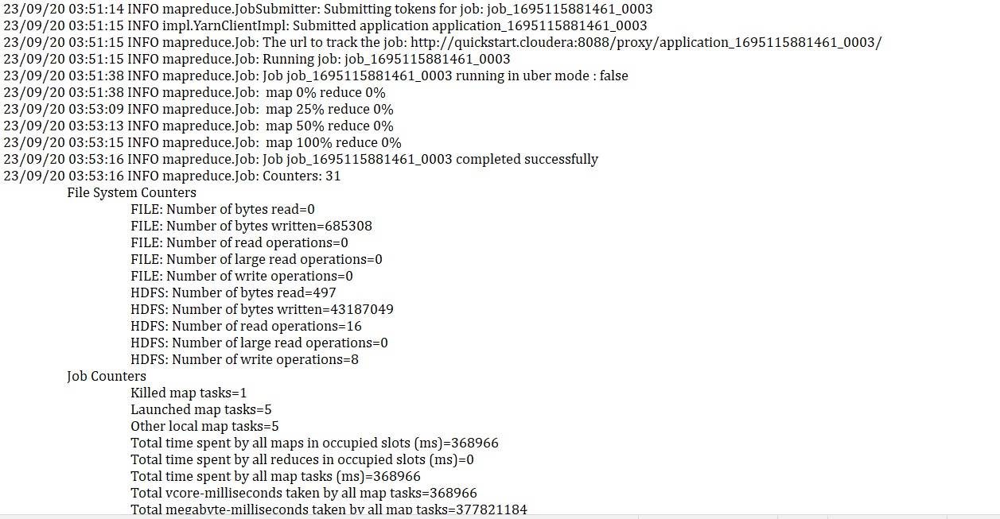 23/09/20 03:51:14 INFO mapreduce.JobSubmitter: Submitting tokens for job: job_1695115881461_0003
23/09/20 03:51:15 INFO impl.YarnClientImpl: Submitted application application_1695115881461_0003
23/09/20 03:51:15 INFO mapreduce.Job: The url to track the job: http://quickstart.cloudera:8088/proxy/application_1695115881461_0003/
23/09/20 03:51:15 INFO mapreduce.Job: Running job: job_1695115881461_0003
23/09/20 03:51:38 INFO mapreduce.Job: Job job_1695115881461_0003 running in uber mode : false
23/09/20 03:51:38 INFO mapreduce.Job:  map 0% reduce 0%
23/09/20 03:53:09 INFO mapreduce.Job:  map 25% reduce 0%
23/09/20 03:53:13 INFO mapreduce.Job:  map 50% reduce 0%
23/09/20 03:53:15 INFO mapreduce.Job:  map 100% reduce 0%
23/09/20 03:53:16 INFO mapreduce.Job: Job job_1695115881461_0003 completed successfully
23/09/20 03:53:16 INFO mapreduce.Job: Counters: 31
File System Counters
FILE: Number of bytes read=0
FILE: Number of bytes written=685308
FILE: Number of read operations=0
FILE: Number of large read operations=0
FILE: Number of write operations=0
HDFS: Number of bytes read=497
HDFS: Number of bytes written=43187049
HDFS: Number of read operations=16
HDFS: Number of large read operations=0
HDFS: Number of write operations=8
Job Counters
Killed map tasks=1
Launched map tasks=5
Other local map tasks=5
Total time spent by all maps in occupied slots (ms)=368966
Total time spent by all reduces in occupied slots (ms)=0
Total time spent by all map tasks (ms)=368966
Total vcore-milliseconds taken by all map tasks=368966
Total megabyte-milliseconds taken by all map tasks=377821184